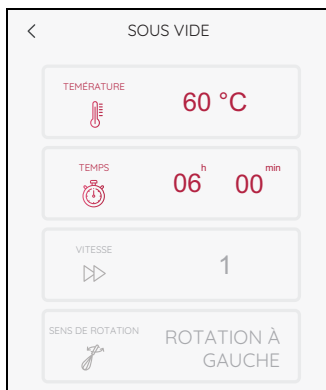 SOUS VIDE
TEMÉRATURE
60 °C
TEMPS
06 h 00 min
VITESSE
1
SENS DE ROTATION
ROTATION À
GAUCHE